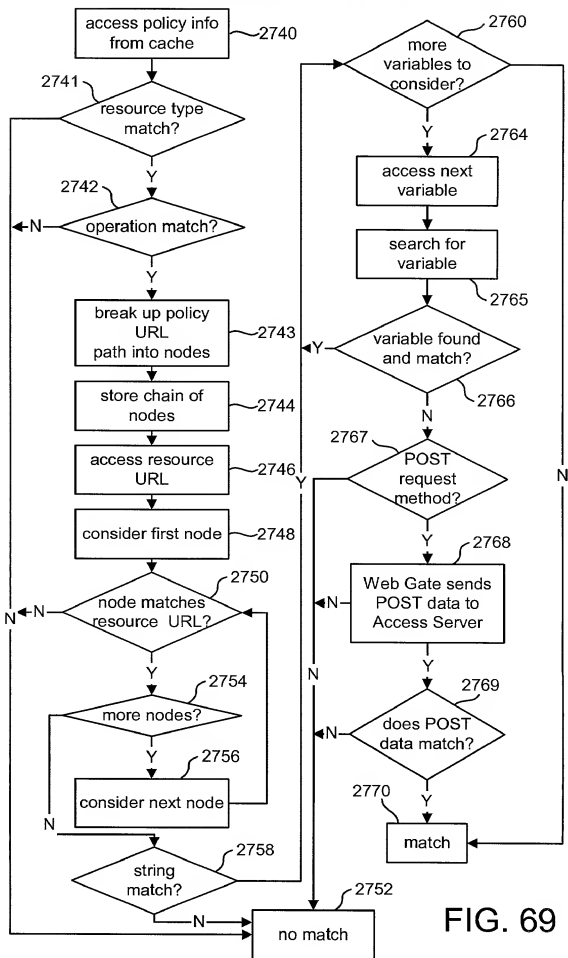 access policy info
from cache
2740
2741
resource type
match?
Y
2742
N
operation match?
Y
break up policy
URL
path into nodes
2743
store chain of
nodes
2744
access resource
URL
2746
consider first node
2748
2750
N
N
node matches
resource URL?
Y
2754
more nodes?
Y
2756
consider next node
N
2758
string
match?
N
Y
2760
more
variables to
consider?
Y
2764
access next
variable
search for
variable
2765
Y
variable found
and match?
2766
N
2767
POST
request
method?
Y
2768
N
Web Gate sends
POST data to
Access Server
Y
N
2769
N
does POST
data match?
Y
2770
match
N
2752
no match
FIG. 69